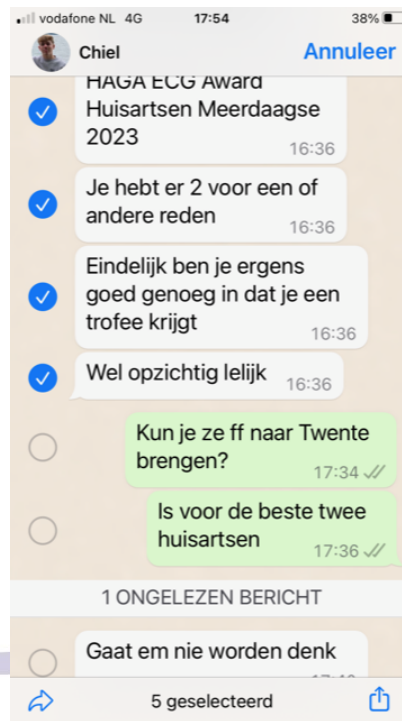 vodafone NL 4G 17:54 38%
Chiel Annuleer
HAGA ECG Award
Huisartsen Meerdaagse
2023
16:36
Je hebt er 2 voor een of
andere reden
16:36
Eindelijk ben je ergens
goed genoeg in dat je een
trofee krijgt
16:36
Wel opzichtig lelijk 16:36
Kun je ze ff naar Twente
brengen?
17:34
Is voor de beste twee
huisartsen
17:36
1 ONGELEZEN BERICHT
Gaat em nie worden denk
5 geselecteerd